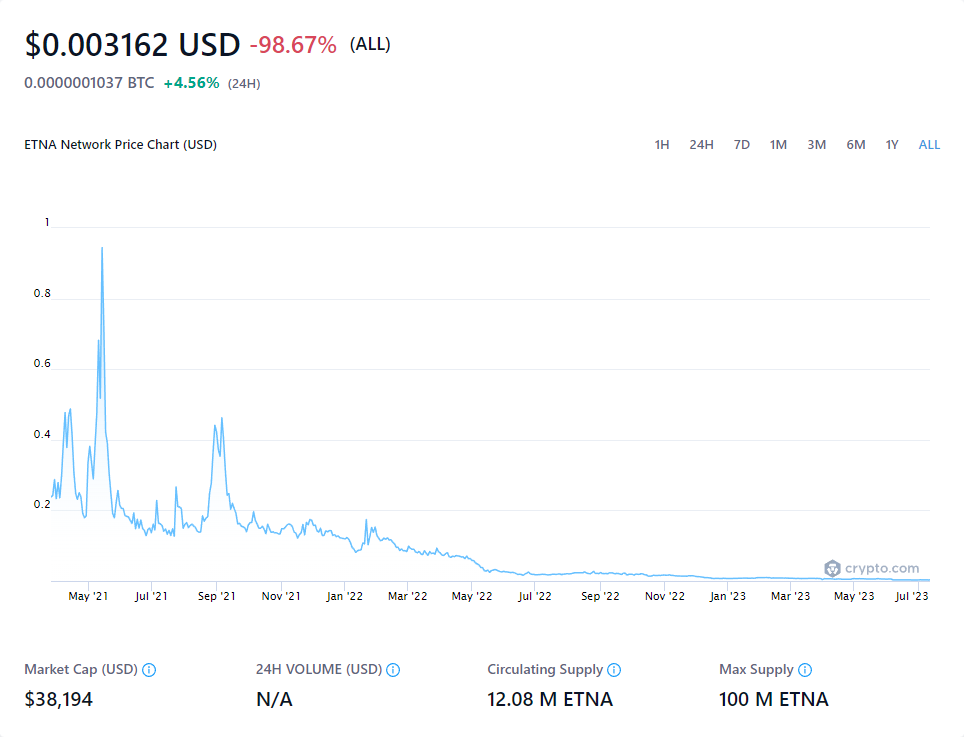 $0.003162 USD -98.67% (ALL)
0.0000001037 BTC +4.56% (24H)
ETNA Network Price Chart (USD) 1H 24H 7D 1M 3M 6M 1Y ALL
1
0.8
0.6
0.4
0.2
crypto.com
May '21 Jul '21 Sep '21 Nov '21 Jan '22 Mar '22 May '22 Jul '22 Sep '22 Nov '22 Jan '23 Mar '23 May '23 Jul '23
Market Cap (USD) 24H VOLUME (USD) Circulating Supply Max Supply
$38,194 N/A 12.08 M ETNA 100 M ETNA